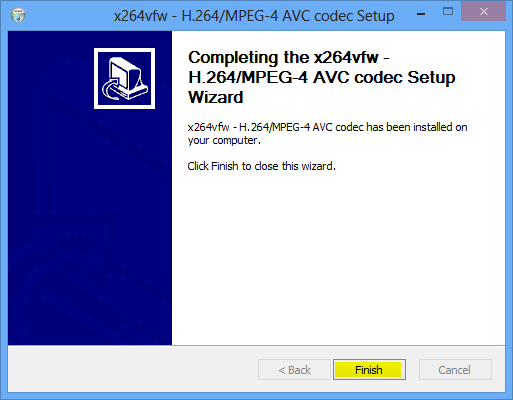 x264vfw - H.264/MPEG-4 AVC codec Setup
Completing the x264vfw -
H.264/MPEG-4 AVC codec Setup
Wizard
x264vfw - H.264/MPEG-4 AVC codec has been installed on
your computer.
Click Finish to close this wizard.
< Back Finish Cancel